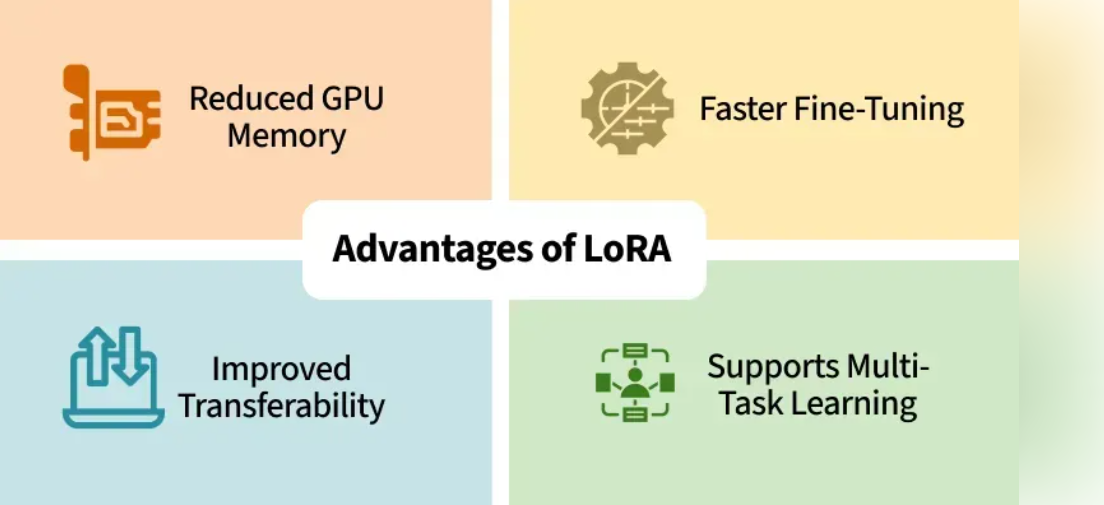 Reduced GPU
Memory
Faster Fine-Tuning
Advantages of LoRA
Improved
Transferability
Supports Multi-
Task Learning